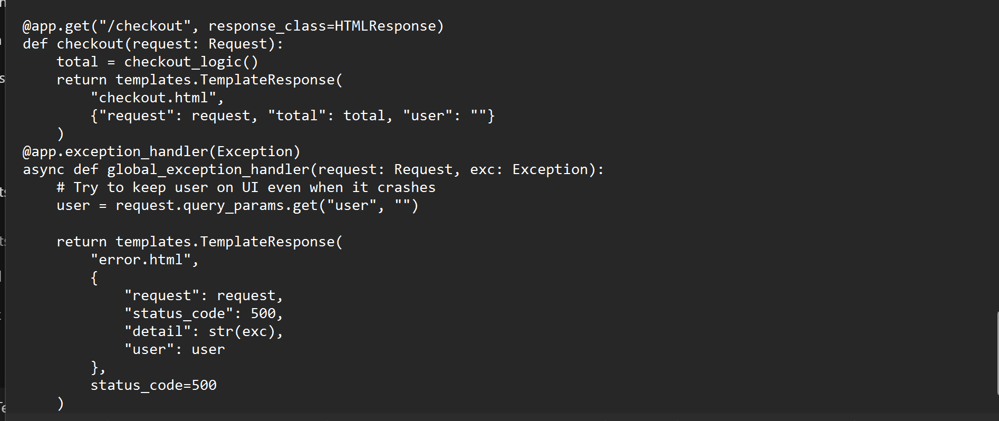 @app.get("/checkout", response_class=HTMLResponse)
def checkout(request: Request):
    total = checkout_logic()
    return templates.TemplateResponse(
        "checkout.html",
        {"request": request, "total": total, "user": ""}
    )
@app.exception_handler(Exception)
async def global_exception_handler(request: Request, exc: Exception):
    # Try to keep user on UI even when it crashes
    user = request.query_params.get("user", "")

    return templates.TemplateResponse(
        "error.html",
        {
            "request": request,
            "status_code": 500,
            "detail": str(exc),
            "user": user
        },
        status_code=500
    )